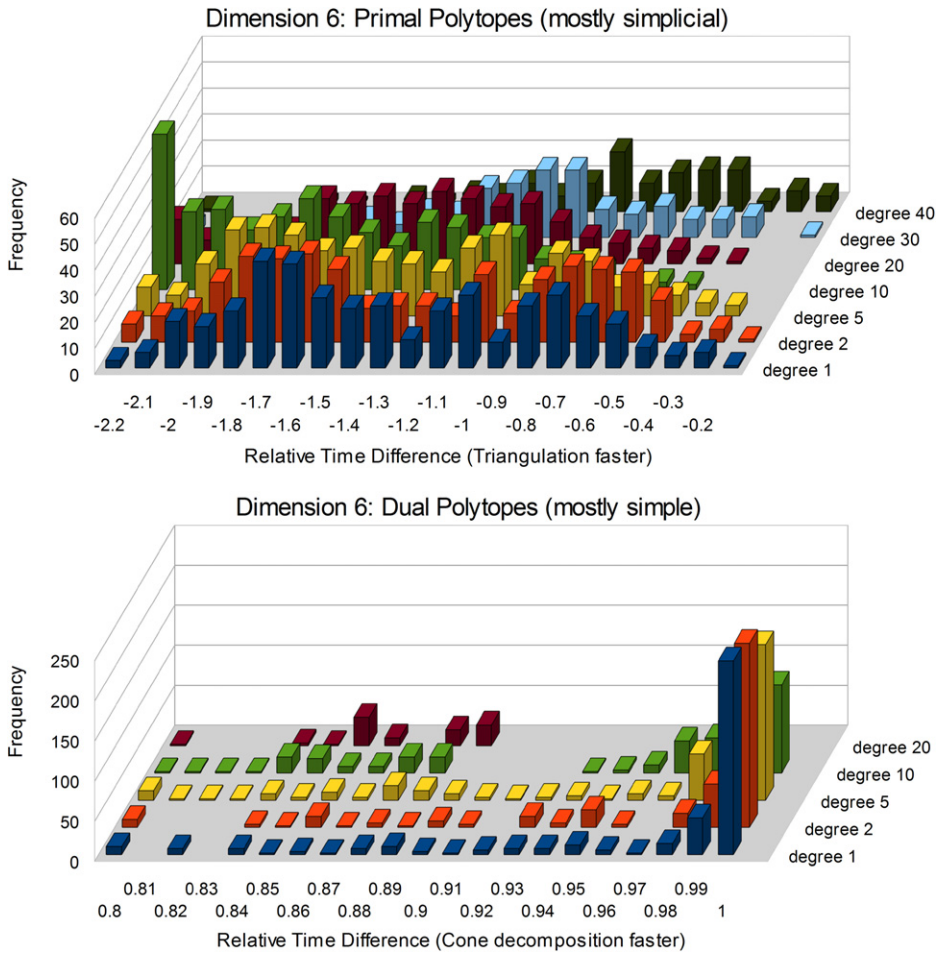 Dimension 6: Primal Polytopes (mostly simplicial)
Frequency
60
50
40
30
20
10
0
degree 40
degree 30
degree 20
degree 10
degree 5
degree 2
degree 1
-2.1 -1.9 -1.7 -1.5 -1.3 -1.1 -0.9 -0.7 -0.5 -0.3
-2.2 -2 -1.8 -1.6 -1.4 -1.2 -1 -0.8 -0.6 -0.4 -0.2
Relative Time Difference (Triangulation faster)
Dimension 6: Dual Polytopes (mostly simple)
Frequency
250
200
150
100
50
0
degree 20
degree 10
degree 5
degree 2
degree 1
0.81 0.83 0.85 0.87 0.89 0.91 0.93 0.95 0.97 0.99
0.8 0.82 0.84 0.86 0.88 0.9 0.92 0.94 0.96 0.98 1
Relative Time Difference (Cone decomposition faster)